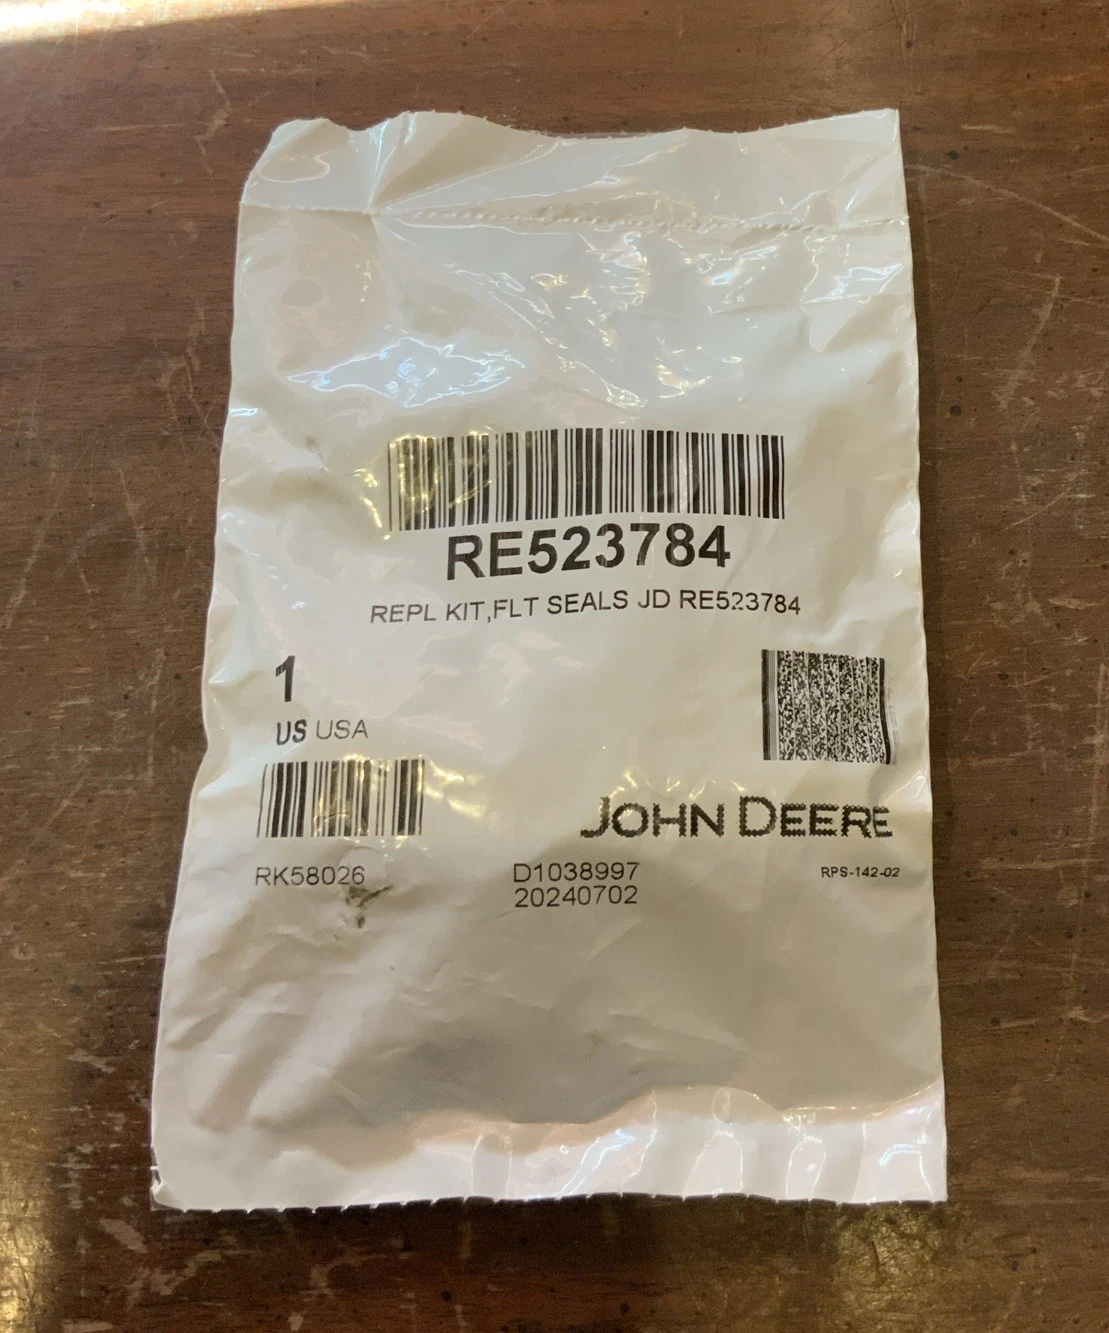 RE523784
REPL KIT,FLT SEALS JD RE523784
1
US USA
JOHN DEERE
RK58026
D1038997
20240702
RPS-142-02